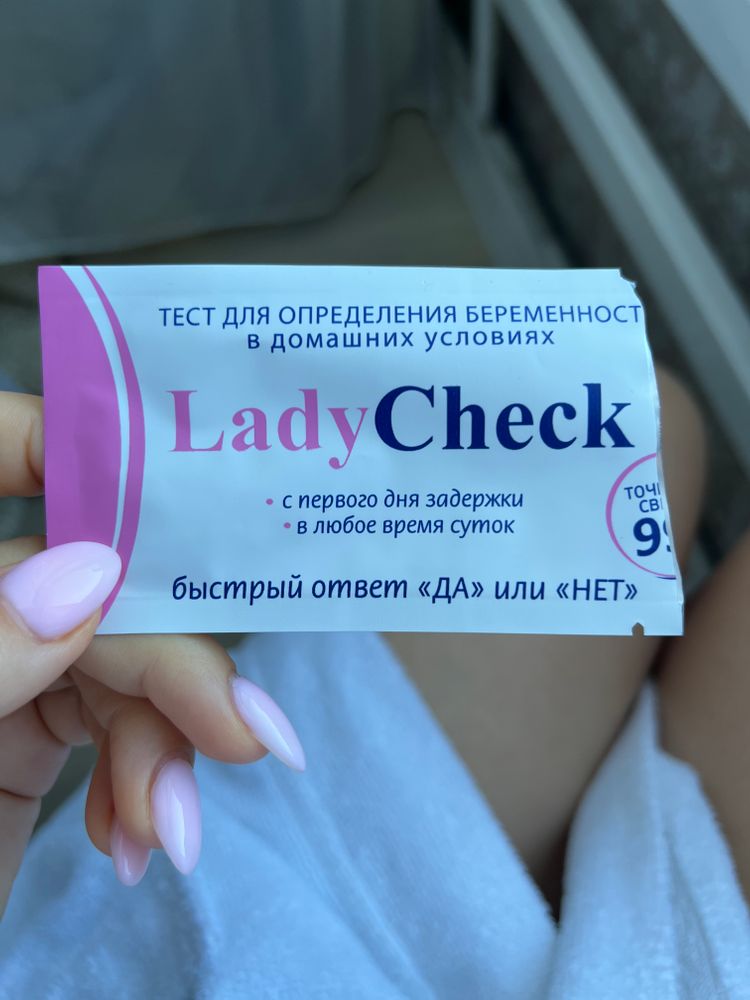 ТЕСТ ДЛЯ ОПРЕДЕЛЕНИЯ БЕРЕМЕННОСТ
в домашних условиях
LadyCheck
• с первого дня задержки
• в любое время суток
быстрый ответ «ДА» или «НЕТ»